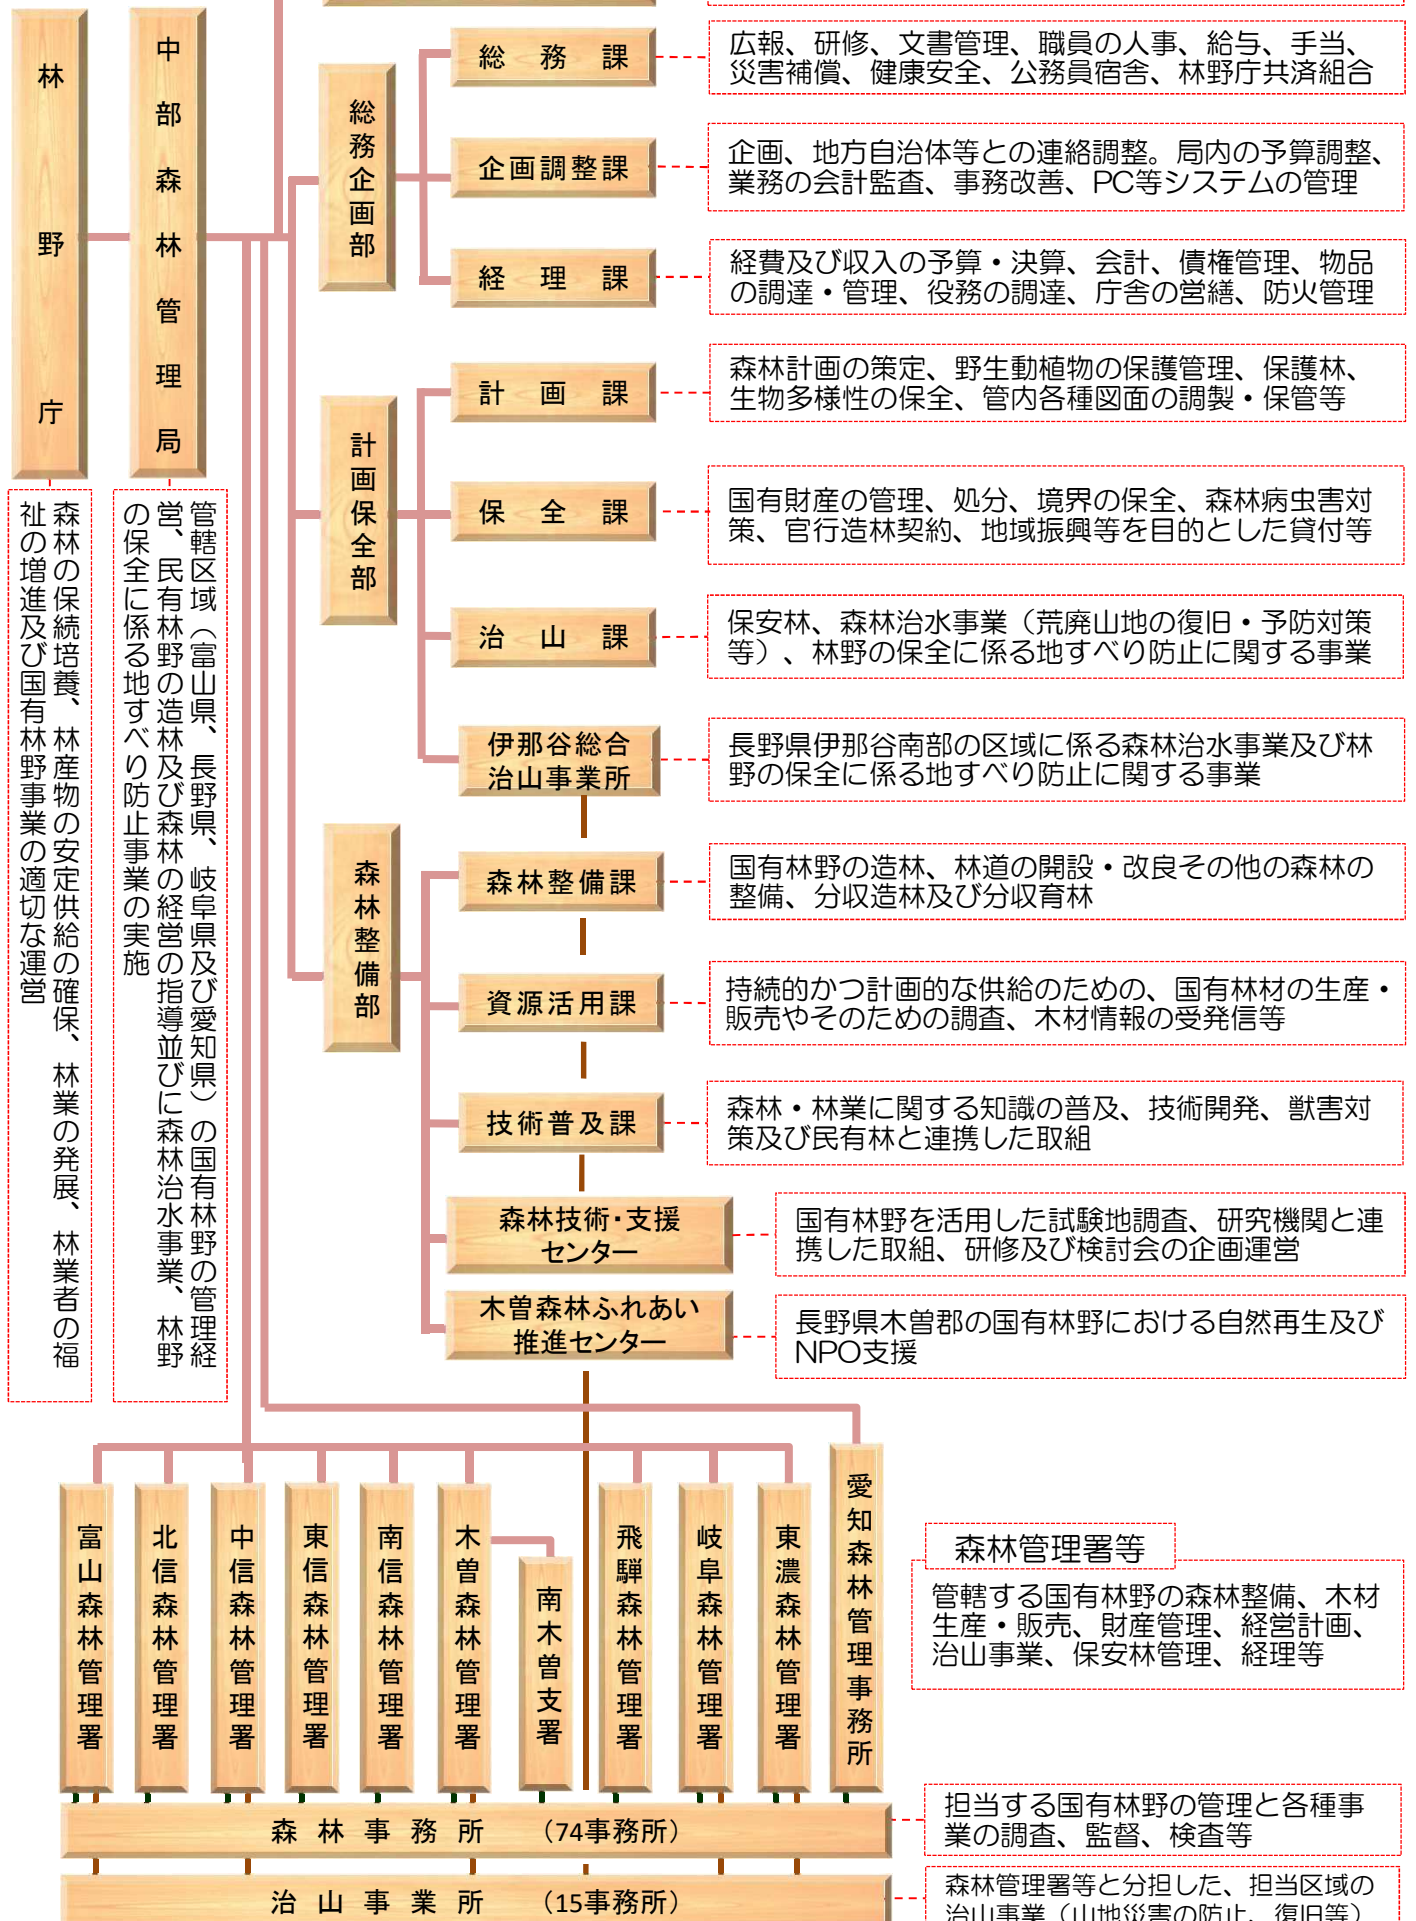 林野庁
森林の保続培養、林産物の安定供給の確保、林業の発展、林業者の福
祉の増進及び国有林野事業の適切な運営
中部森林管理局
管轄区域（富山県、長野県、岐阜県及び愛知県）の国有林野の管理経
営、民有林野の造林及び森林の経営の指導並びに森林治水事業、林野
の保全に係る地すべり防止事業の実施
総務企画部
総務課
広報、研修、文書管理、職員の人事、給与、手当、
災害補償、健康安全、公務員宿舎、林野庁共済組合
企画調整課
企画、地方自治体等との連絡調整。局内の予算調整、
業務の会計監査、事務改善、PC等システムの管理
経理課
経費及び収入の予算・決算、会計、債権管理、物品
の調達・管理、役務の調達、庁舎の営繕、防火管理
計画保全部
計画課
森林計画の策定、野生動植物の保護管理、保護林、
生物多様性の保全、管内各種図面の調製・保管等
保全課
国有財産の管理、処分、境界の保全、森林病虫害対
策、官行造林契約、地域振興等を目的とした貸付等
治山課
保安林、森林治水事業（荒廃山地の復旧・予防対策
等）、林野の保全に係る地すべり防止に関する事業
伊那谷総合
治山事業所
長野県伊那谷南部の区域に係る森林治水事業及び林
野の保全に係る地すべり防止に関する事業
森林整備部
森林整備課
国有林野の造林、林道の開設・改良その他の森林の
整備、分収造林及び分収育林
資源活用課
持続的かつ計画的な供給のための、国有林材の生産・
販売やそのための調査、木材情報の受発信等
技術普及課
森林・林業に関する知識の普及、技術開発、獣害対
策及び民有林と連携した取組
森林技術・支援
センター
国有林野を活用した試験地調査、研究機関と連
携した取組、研修及び検討会の企画運営
木曽森林ふれあい
推進センター
長野県木曽郡の国有林野における自然再生及び
NPO支援
富山森林管理署
北信森林管理署
中信森林管理署
東信森林管理署
南信森林管理署
木曽森林管理署
南木曽支署
飛騨森林管理署
岐阜森林管理署
東濃森林管理署
愛知森林管理事務所
森林管理署等
管轄する国有林野の森林整備、木材
生産・販売、財産管理、経営計画、
治山事業、保安林管理、経理等
森林事務所　（74事務所）
担当する国有林野の管理と各種事
業の調査、監督、検査等
治山事業所　（15事務所）
森林管理署等と分担した、担当区域の
治山事業（山地災害の防止、復旧等）